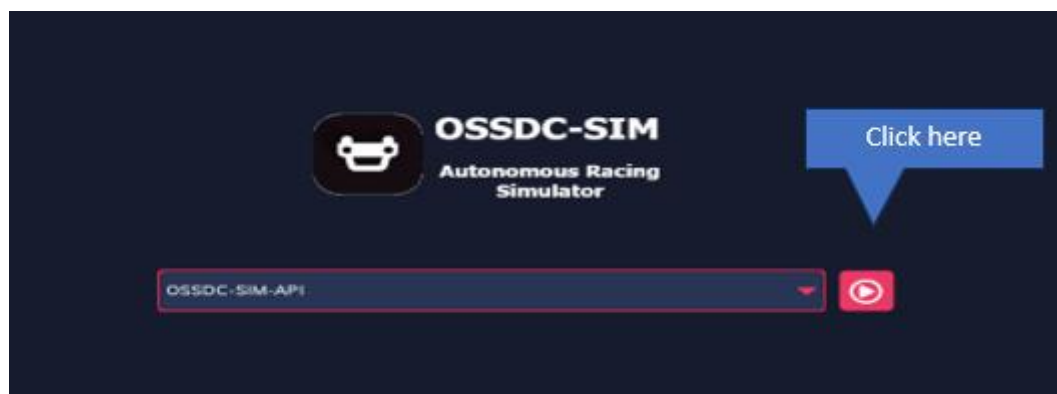 OSSDC-SIM
Autonomous Racing
Simulator
Click here
OSSDC-SIM-API